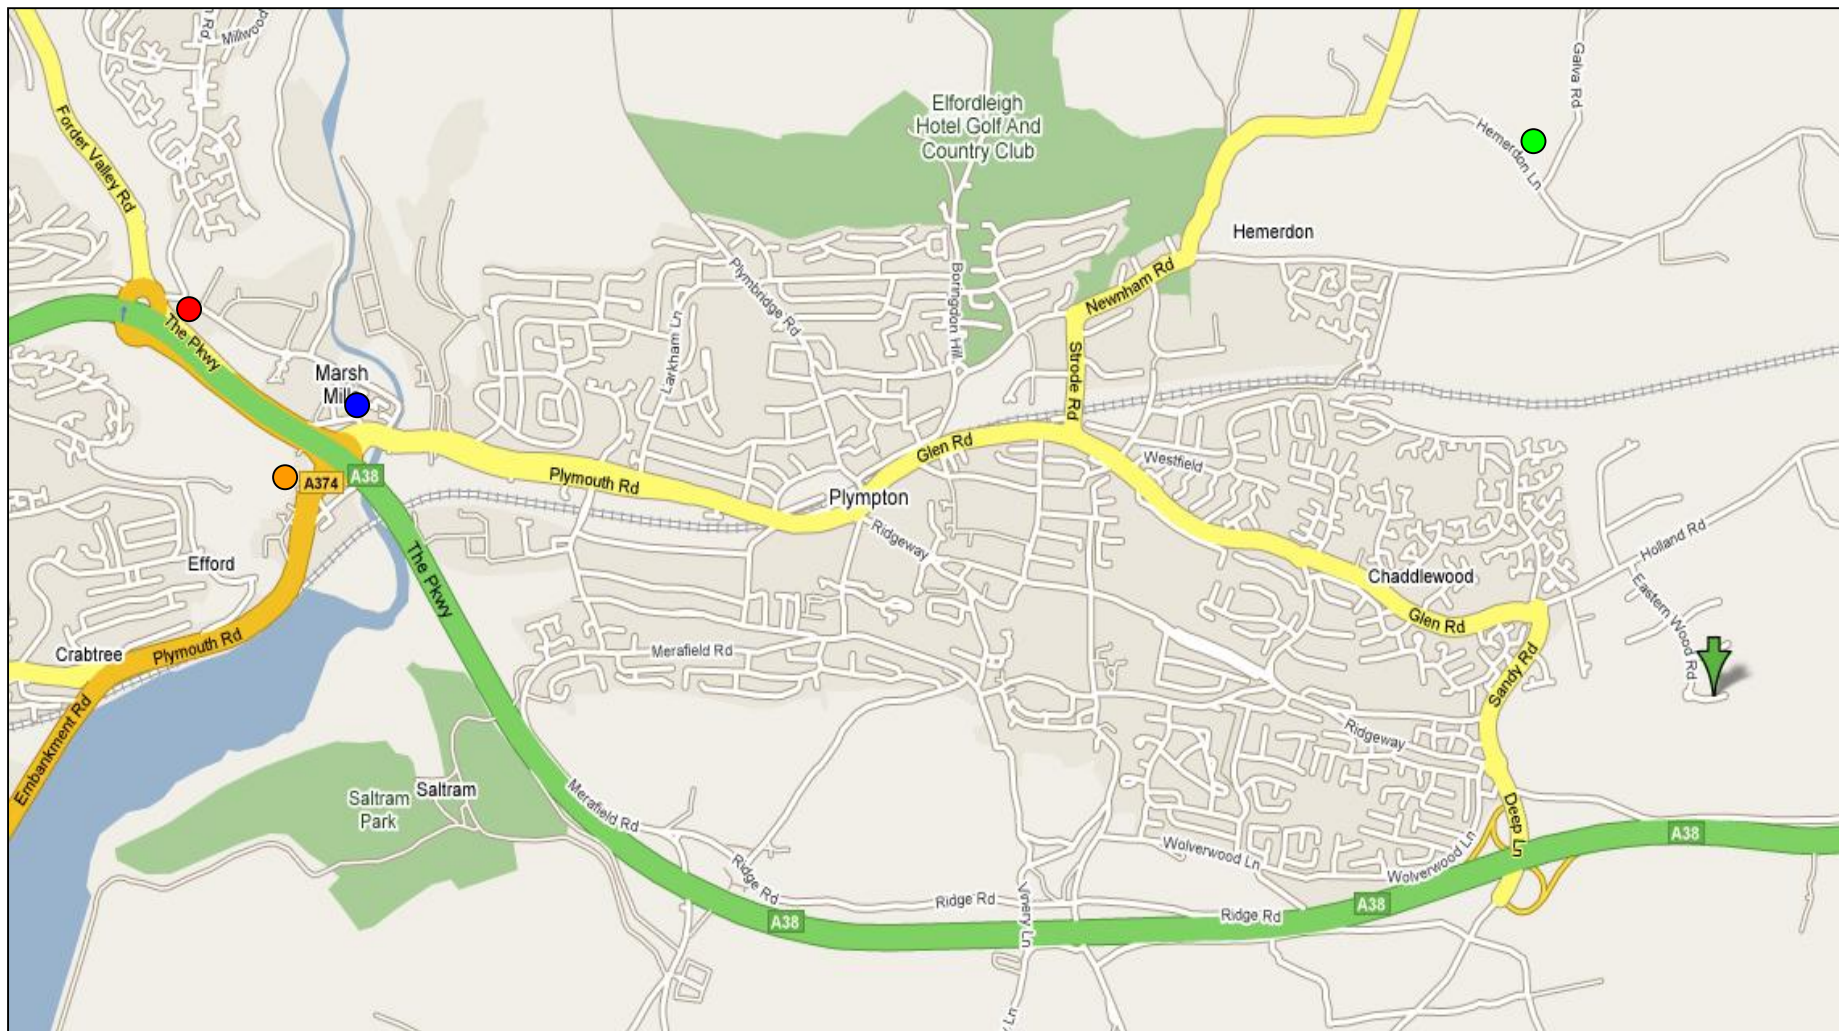 n Rd
Millwood
Galva Rd
Forder Valley Rd
Elfordleigh
Hotel Golf And
Country Club
Hemerdon Ln
Hemerdon
Newnham Rd
Plymbridge Rd
Boringdon Hill
The Pkwy
Larkham Ln
Strode Rd
Marsh
Mills
Glen Rd
Westfield
A374
A38
Plymouth Rd
Plympton
Ridgeway
Holland Rd
Efford
The Pkwy
Chaddlewood
Eastern Wood Rd
Glen Rd
Crabtree
Plymouth Rd
Merafield Rd
Sandy Rd
Embankment Rd
Ridgeway
Saltram
Park
Saltram
Merafield Rd
Deep Ln
A38
Wolverwood Ln
Wolverwood Ln
Ridge Rd
Ridge Rd
A38
A38
Ridge Rd
Vinery Ln
Ln